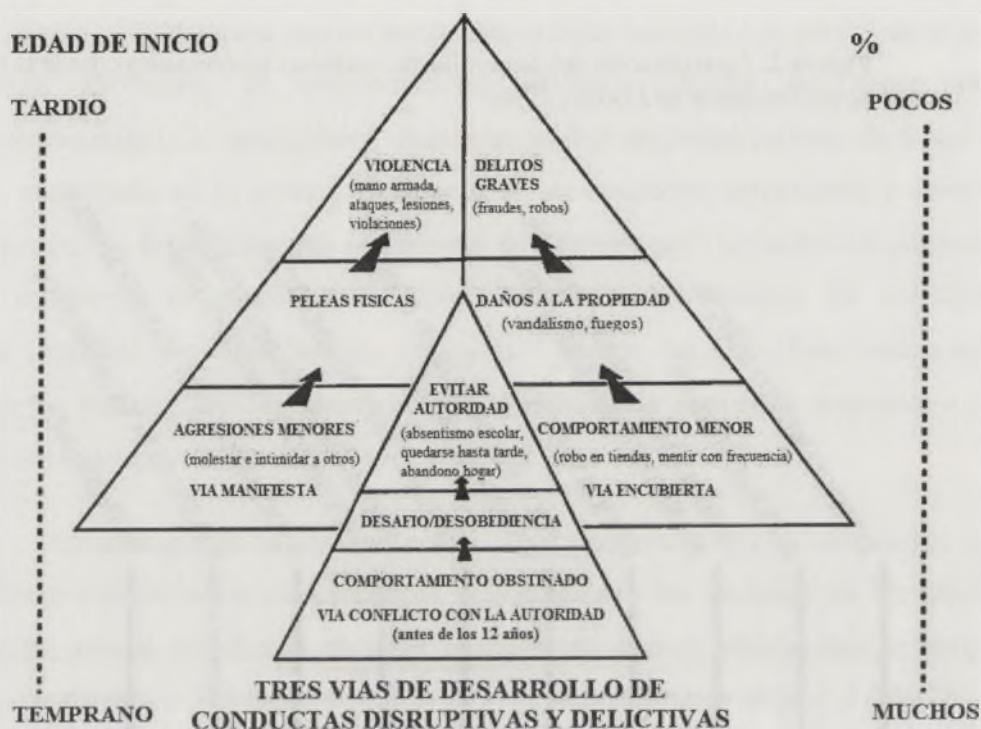 EDAD DE INICIO
%
TARDIO
POCOS
VIOLENCIA
(mano armada,
ataques, lesiones,
violaciones)
DELITOS
GRAVES
(fraudes, robos)
PELEAS FISICAS
DAÑOS A LA PROPIEDAD
(vandalismo, fuegos)
EVITAR
AUTORIDAD
(absentismo escolar,
quedarse hasta tarde,
abandono hogar)
AGRESIONES MENORES
(molestar e intimidar a otros)
VIA MANIFIESTA
COMPORTAMIENTO MENOR
(robo en tiendas, mentir con frecuencia)
VIA ENCUBIERTA
DESAFIO/DESOBEDIENCIA
COMPORTAMIENTO OBSTINADO
VIA CONFLICTO CON LA AUTORIDAD
(antes de los 12 años)
TEMPRANO
TRES VIAS DE DESARROLLO DE
CONDUCTAS DISRUPTIVAS Y DELICTIVAS
MUCHOS